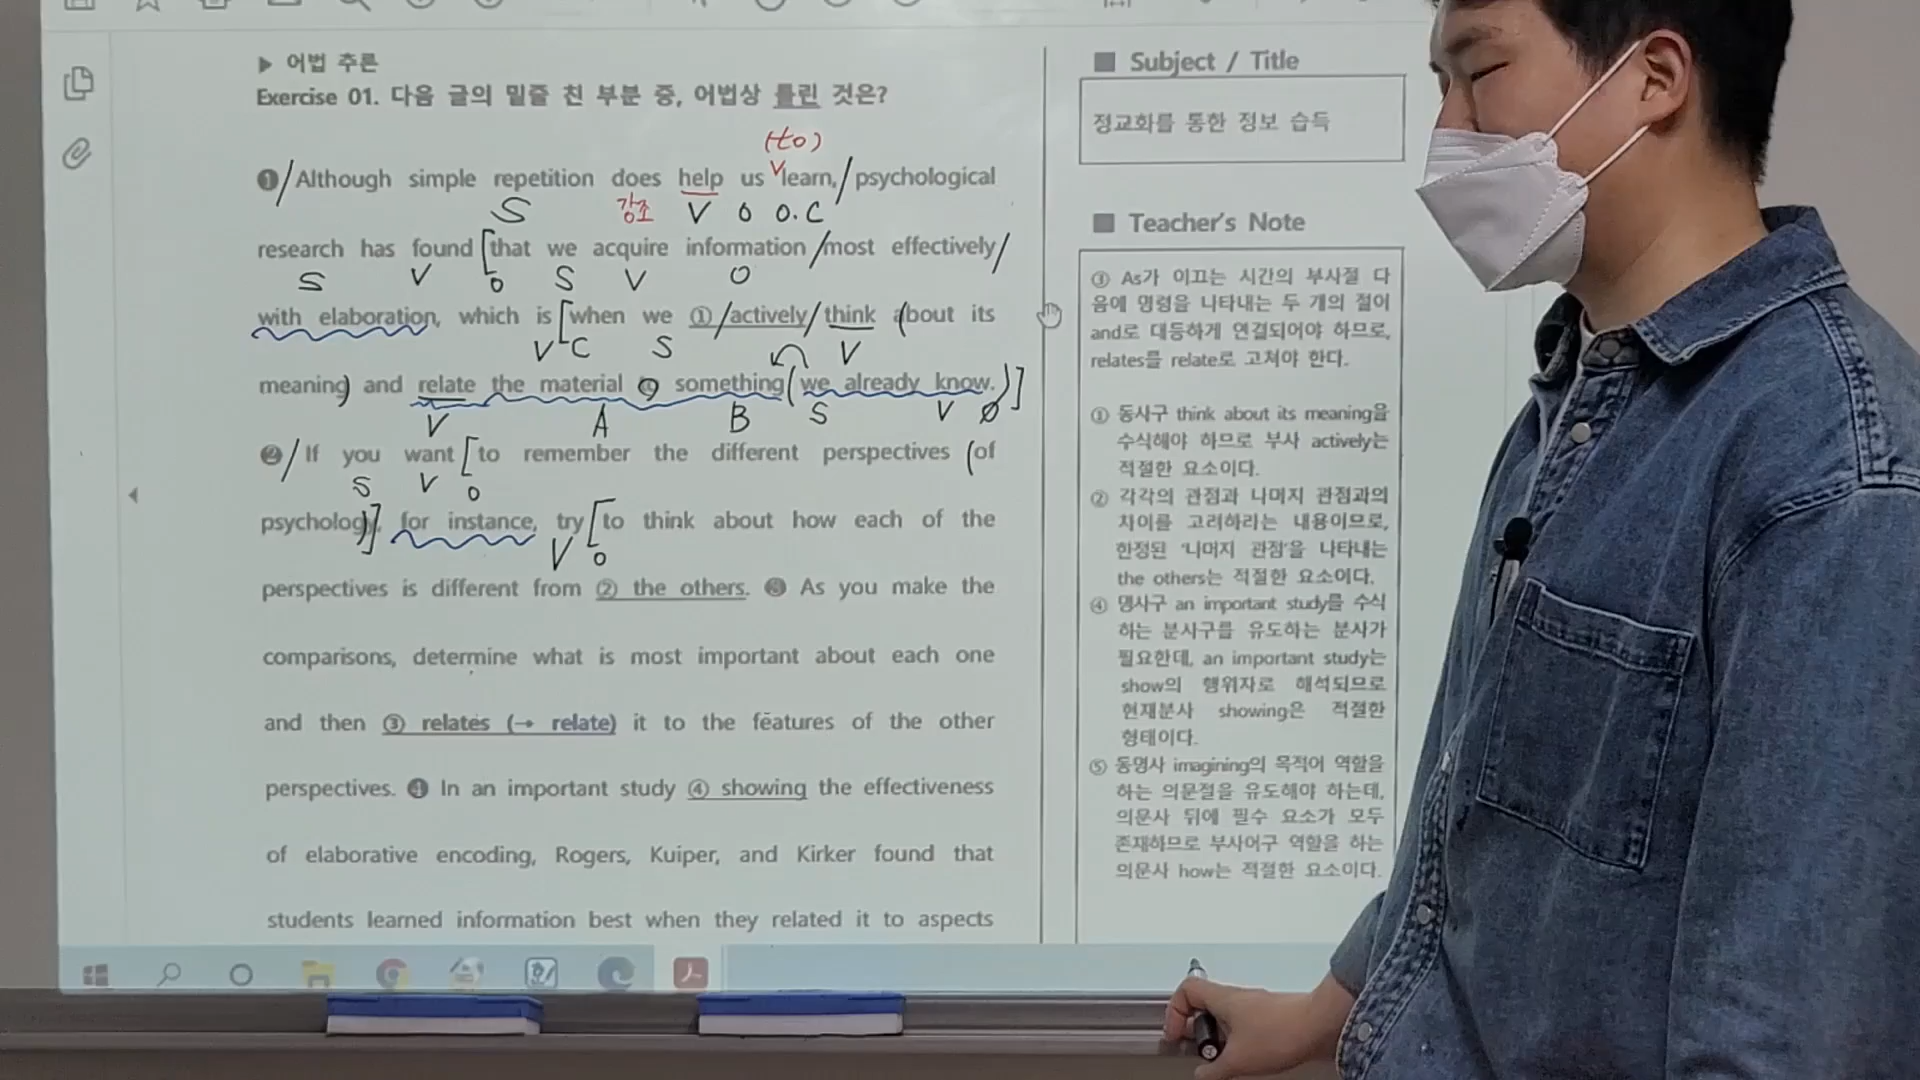 ▶ 어법 추론
Exercise 01. 다음 글의 밑줄 친 부분 중, 어법상 틀린 것은?
(to)
❶/Although simple repetition does help us ∨learn,/psychological
S 강조 V O O.C
research has found [that we acquire information/most effectively/
S V O S V O
with elaboration, which is [when we ①/actively/think (about its
V C S V
meaning) and relate the material to something(we already know.)]
V A B S V Ø
❷/If you want [to remember the different perspectives (of
S V O
psychology)], for instance, try [to think about how each of the
V O
perspectives is different from ② the others. ❸ As you make the
comparisons, determine what is most important about each one
and then ③ relates (→ relate) it to the features of the other
perspectives. ❹ In an important study ④ showing the effectiveness
of elaborative encoding, Rogers, Kuiper, and Kirker found that
students learned information best when they related it to aspects
■ Subject / Title
정교화를 통한 정보 습득
■ Teacher's Note
③ As가 이끄는 시간의 부사절 다
음에 명령을 나타내는 두 개의 절이
and로 대등하게 연결되어야 하므로,
relates를 relate로 고쳐야 한다.
① 동사구 think about its meaning을
수식해야 하므로 부사 actively는
적절한 요소이다.
② 각각의 관점과 나머지 관점과의
차이를 고려하라는 내용이므로,
한정된 '나머지 관점'을 나타내는
the others는 적절한 요소이다.
④ 명사구 an important study를 수식
하는 분사구를 유도하는 분사가
필요한데, an important study는
show의 행위자로 해석되므로
현재분사 showing은 적절한
형태이다.
⑤ 동명사 imagining의 목적어 역할을
하는 의문절을 유도해야 하는데,
의문사 뒤에 필수 요소가 모두
존재하므로 부사어구 역할을 하는
의문사 how는 적절한 요소이다.